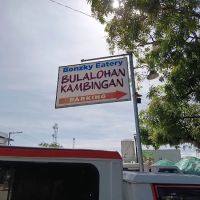 Bonzky Eatery
BULALOHAN
KAMBINGAN
PARKING